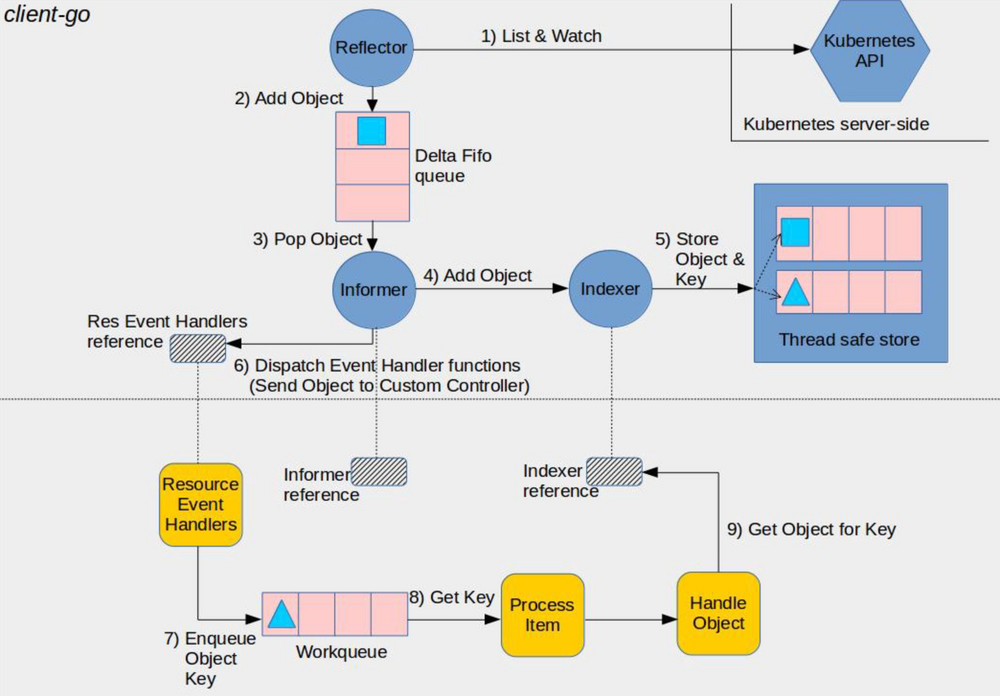 client-go
Reflector
1) List & Watch
Kubernetes
API
Kubernetes server-side
2) Add Object
Delta Fifo
queue
3) Pop Object
Informer
4) Add Object
Indexer
5) Store
Object &
Key
Thread safe store
Res Event Handlers
reference
6) Dispatch Event Handler functions
(Send Object to Custom Controller)
Resource
Event
Handlers
Informer
reference
Indexer
reference
9) Get Object for Key
7) Enqueue
Object
Key
Workqueue
8) Get Key
Process
Item
Handle
Object